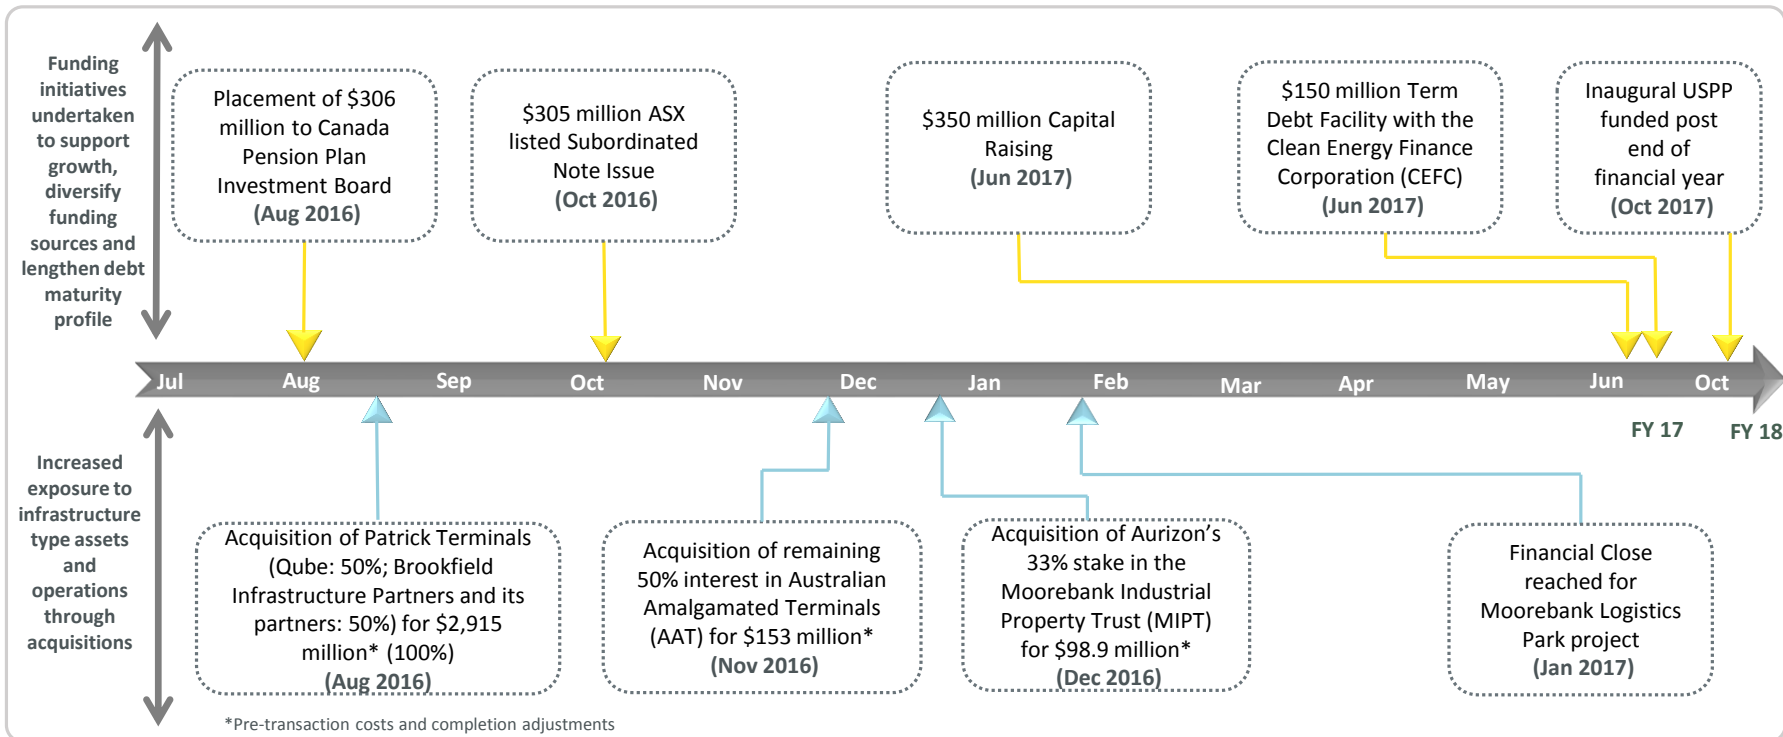 Funding
initiatives
undertaken
to support
growth,
diversify
funding
sources and
lengthen debt
maturity
profile
Placement of $306
million to Canada
Pension Plan
Investment Board
(Aug 2016)
$305 million ASX
listed Subordinated
Note Issue
(Oct 2016)
$350 million Capital
Raising
(Jun 2017)
$150 million Term
Debt Facility with the
Clean Energy Finance
Corporation (CEFC)
(Jun 2017)
Inaugural USPP
funded post
end of
financial year
(Oct 2017)
Jul Aug Sep Oct Nov Dec Jan Feb Mar Apr May Jun Oct
FY 17 FY 18
Increased
exposure to
infrastructure
type assets
and
operations
through
acquisitions
Acquisition of Patrick Terminals
(Qube: 50%; Brookfield
Infrastructure Partners and its
partners: 50%) for $2,915
million* (100%)
(Aug 2016)
Acquisition of remaining
50% interest in Australian
Amalgamated Terminals
(AAT) for $153 million*
(Nov 2016)
Acquisition of Aurizon’s
33% stake in the
Moorebank Industrial
Property Trust (MIPT)
for $98.9 million*
(Dec 2016)
Financial Close
reached for
Moorebank Logistics
Park project
(Jan 2017)
*Pre-transaction costs and completion adjustments